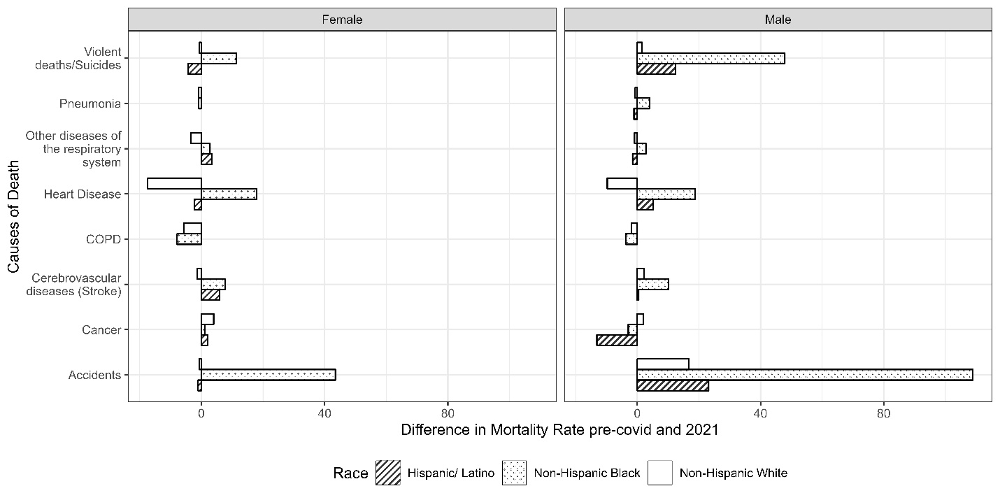 Female
Male
Violent
deaths/Suicides
Pneumonia
Other diseases of
the respiratory
system
Heart Disease
COPD
Cerebrovascular
diseases (Stroke)
Cancer
Accidents
Causes of Death
0
40
80
0
40
80
Difference in Mortality Rate pre-covid and 2021
Race
Hispanic/ Latino
Non-Hispanic Black
Non-Hispanic White